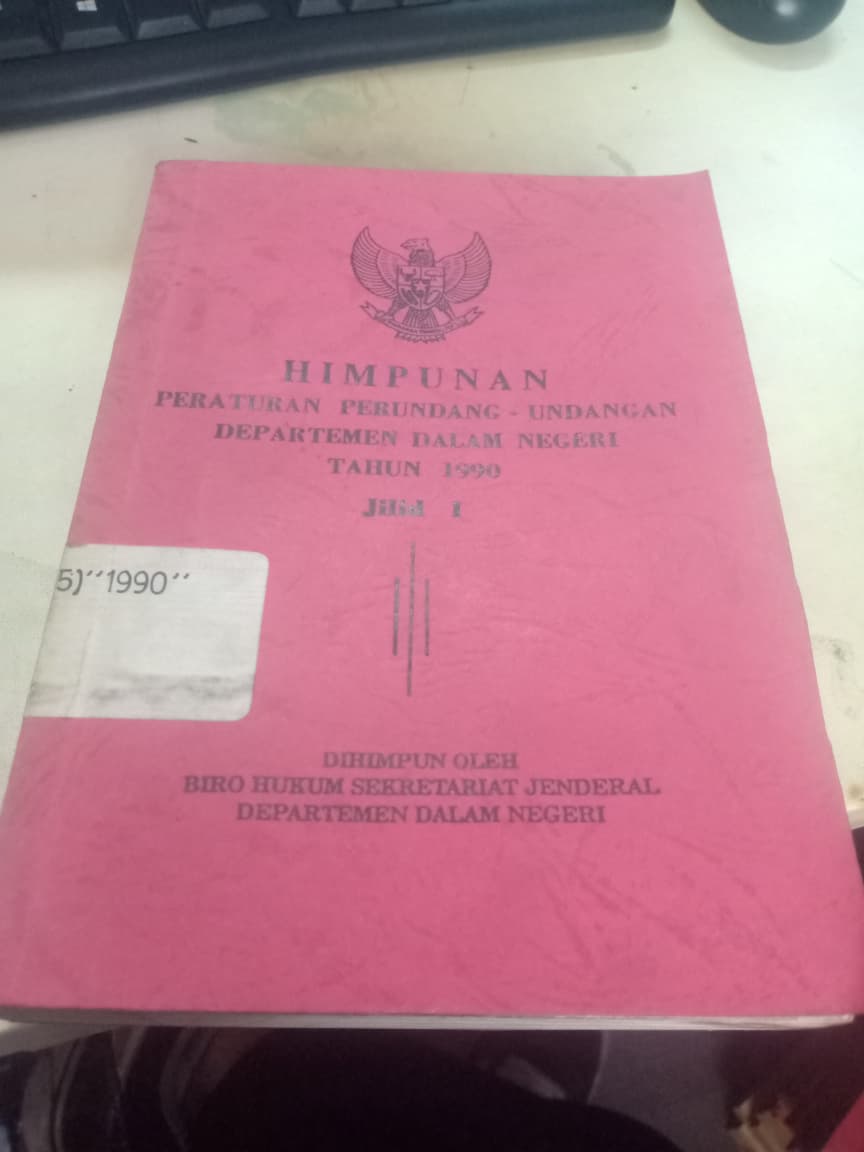 HIMPUNAN
PERATURAN PERUNDANG - UNDANGAN
DEPARTEMEN DALAM NEGERI
TAHUN 1990
Jilid I
5)"1990"
DIHIMPUN OLEH
BIRO HUKUM SEKRETARIAT JENDERAL
DEPARTEMEN DALAM NEGERI